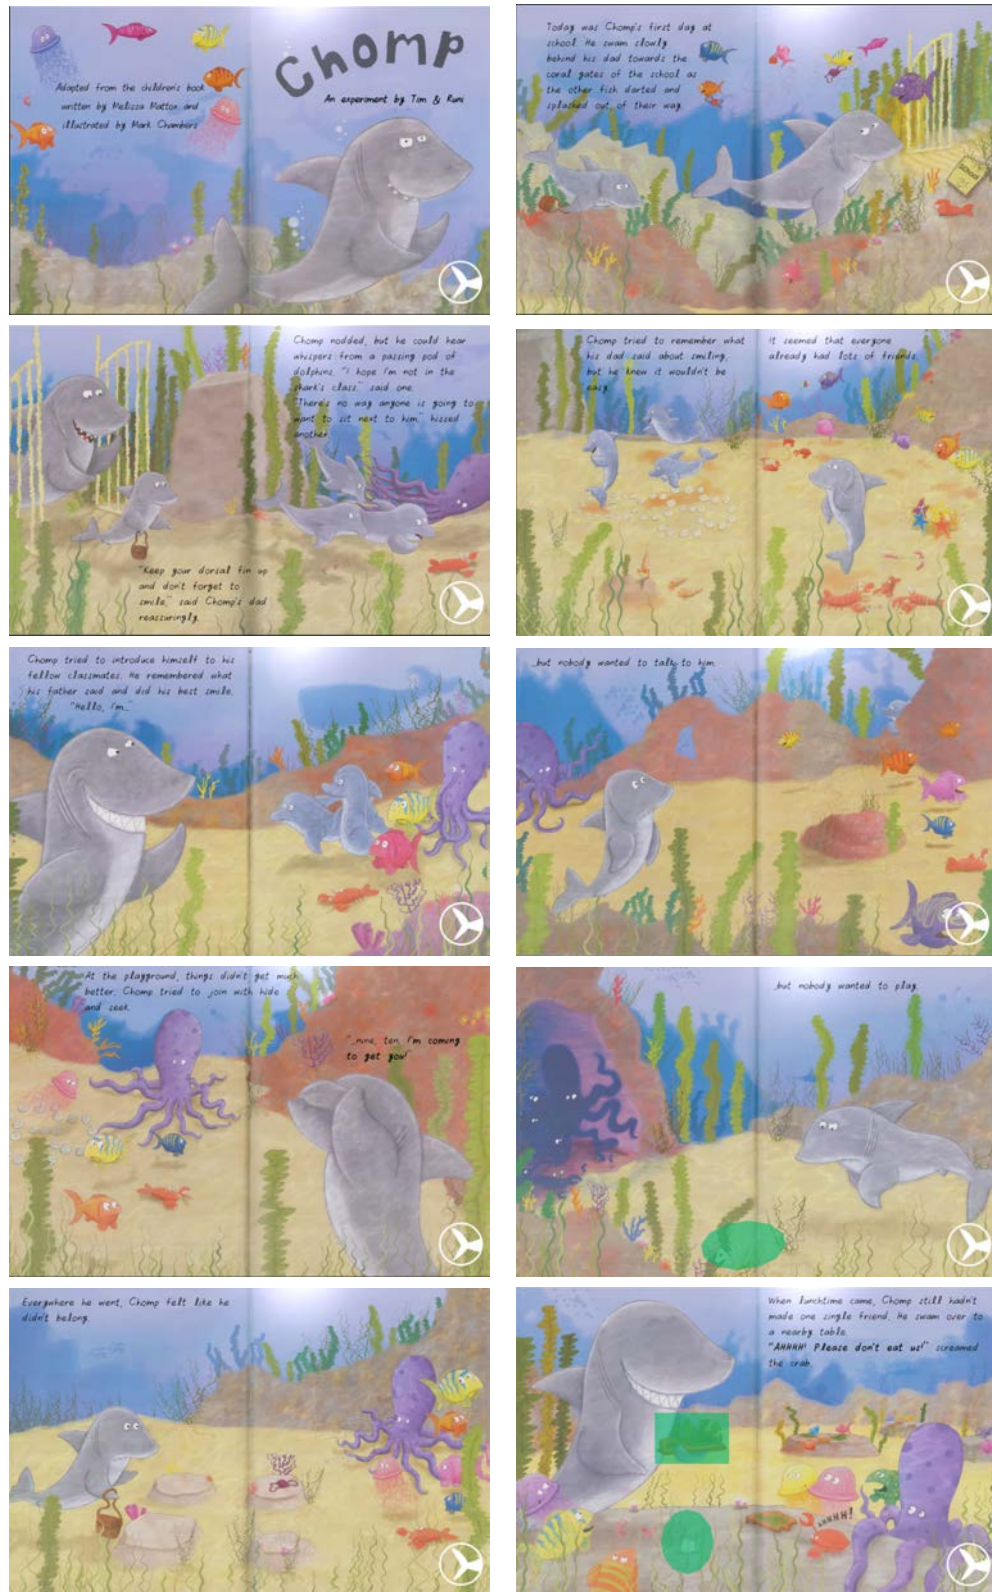 Adapted from the children's book
written by Melissa Mattox and
illustrated by Mark Chambers
Chomp
An experiment by Tim & Rumi
Today was Chomp's first day at
school. He swam slowly
behind his dad towards the
coral gates of the school as
the other fish darted and
splashed out of their way.
SCHOOL
Chomp nodded, but he could hear
whispers from a passing pod of
dolphins. "I hope I'm not in the
shark's class," said one.
"There's no way anyone is going to
want to sit next to him," hissed
another.
"Keep your dorsal fin up
and don't forget to
smile," said Chomp's dad
reassuringly.
Chomp tried to remember what
his dad said about smiling,
but he knew it wouldn't be
easy.
It seemed that everyone
already had lots of friends.
Chomp tried to introduce himself to his
fellow classmates. He remembered what
his father said and did his best smile.
"Hello, I'm..."
...but nobody wanted to talk to him.
At the playground, things didn't get much
better. Chomp tried to join with hide
and seek.
"...nine, ten, I'm coming
to get you!"
...but nobody wanted to play.
Everywhere he went, Chomp felt like he
didn't belong.
When lunchtime came, Chomp still hadn't
made one single friend. He swam over to
a nearby table.
"AHHHH! Please don't eat us!" screamed
the crab.
AHHHH!